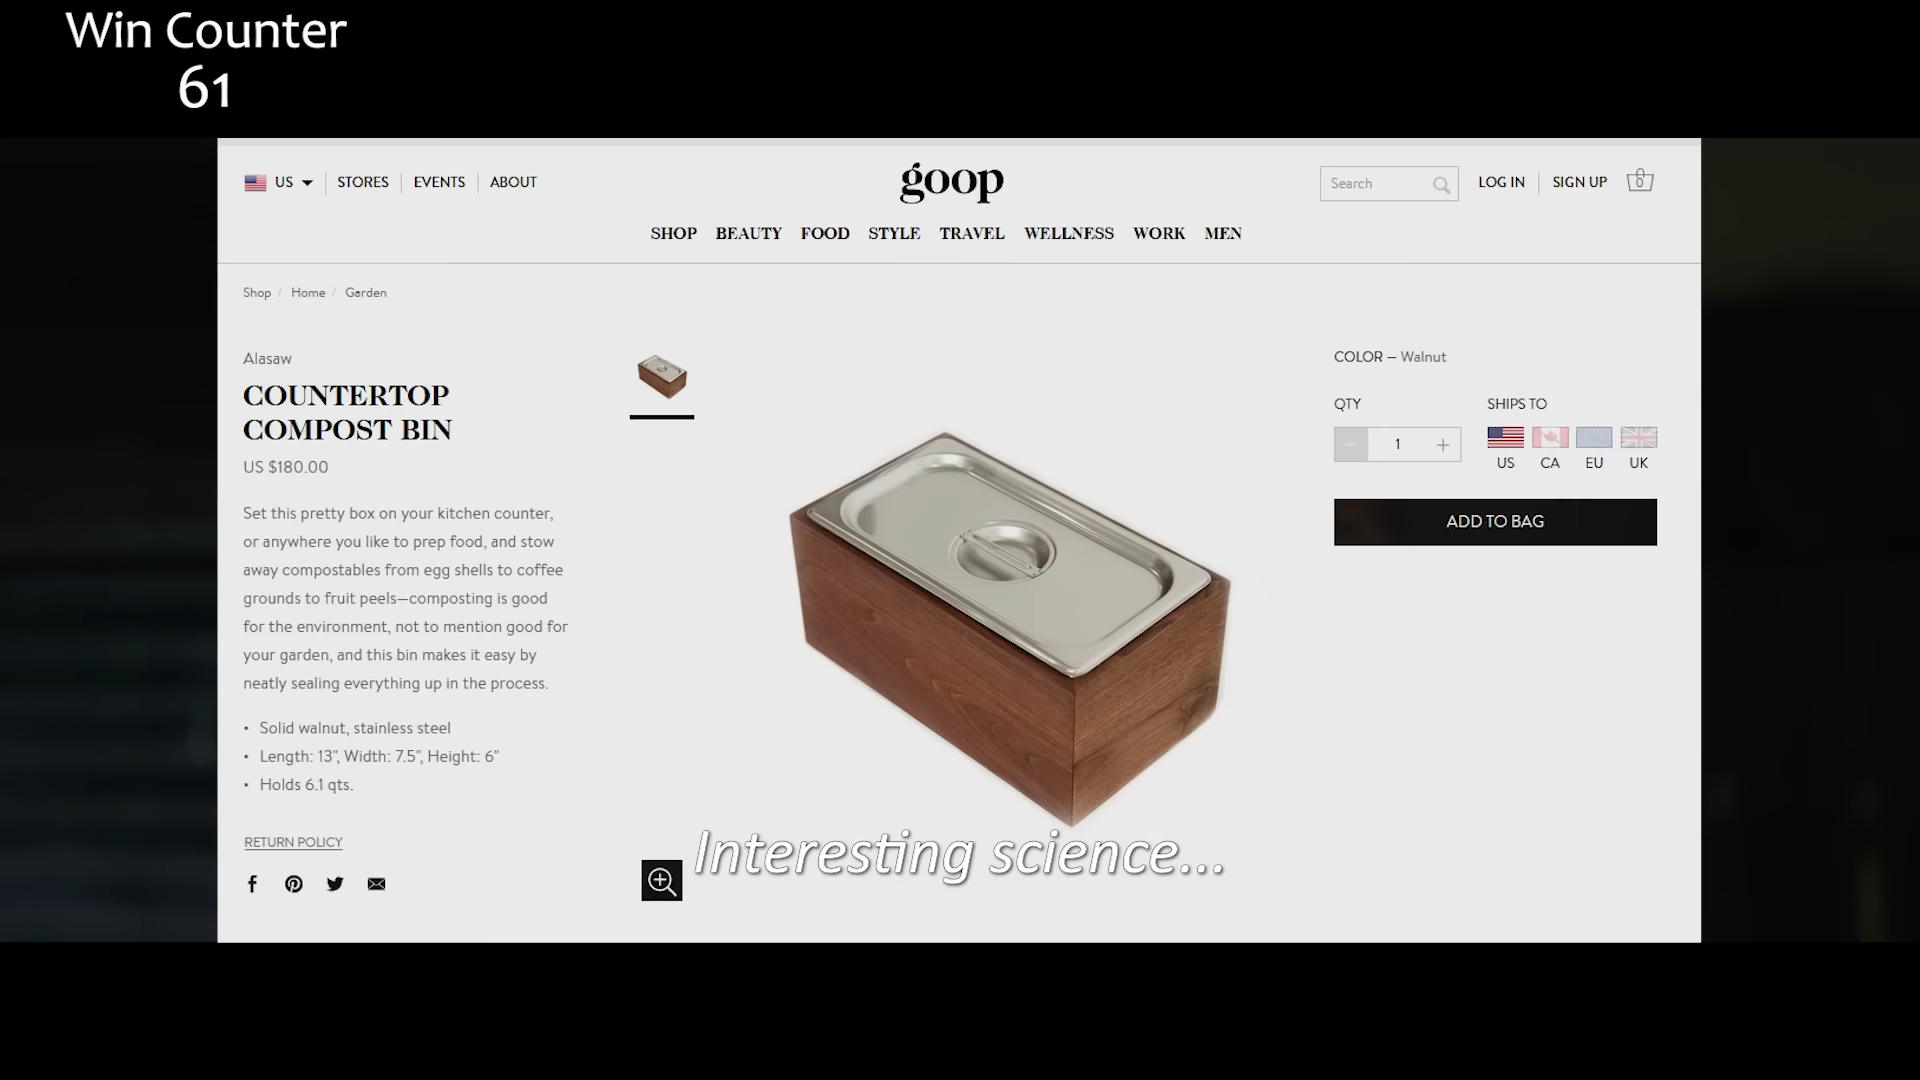 Win Counter
61
US
STORES
EVENTS
ABOUT
goop
Search
LOG IN
SIGN UP
0
SHOP
BEAUTY
FOOD
STYLE
TRAVEL
WELLNESS
WORK
MEN
Shop / Home / Garden
Alasaw
COUNTERTOP
COMPOST BIN
US $180.00
Set this pretty box on your kitchen counter,
or anywhere you like to prep food, and stow
away compostables from egg shells to coffee
grounds to fruit peels—composting is good
for the environment, not to mention good for
your garden, and this bin makes it easy by
neatly sealing everything up in the process.
• Solid walnut, stainless steel
• Length: 13", Width: 7.5", Height: 6"
• Holds 6.1 qts.
RETURN POLICY
COLOR – Walnut
QTY
1
SHIPS TO
US
CA
EU
UK
ADD TO BAG
Interesting science...